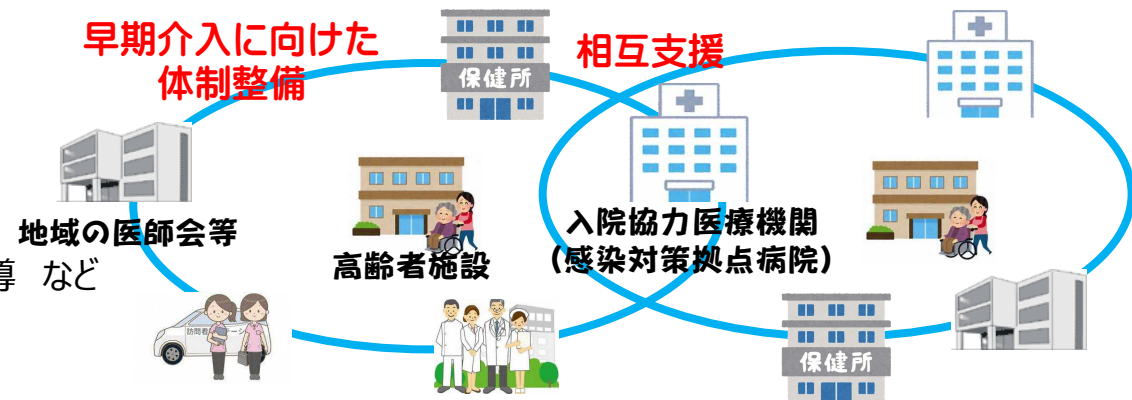 早期介入に向けた
体制整備
相互支援
保健所
地域の医師会等
導 など
高齢者施設
入院協力医療機関
（感染対策拠点病院）
保健所